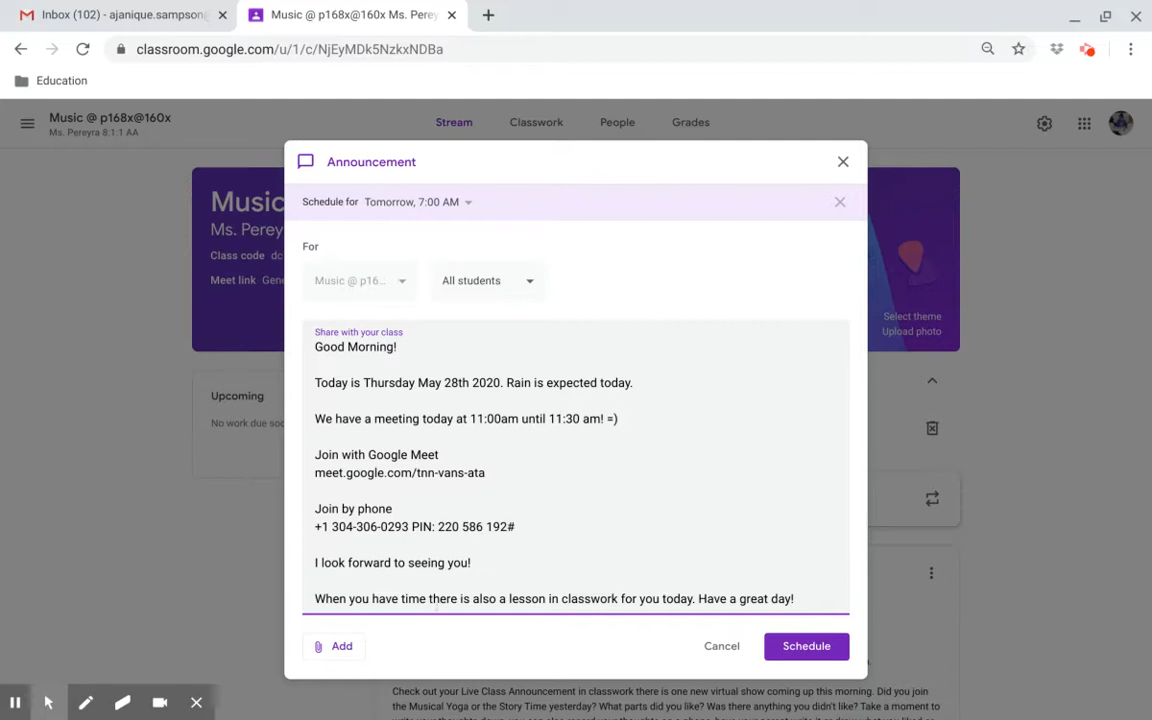 Inbox (102) - ajanique.sampson@
Music @ p168x@160x Ms. Perey
classroom.google.com/u/1/c/NjEyMDk5NzkxNDBa
Education
Music @ p168x@160x
Ms. Pereyra 8:1:1 AA
Stream
Classwork
People
Grades
Music
Ms. Perey
Class code dc
Meet link Gene
Select theme
Upload photo
Upcoming
No work due soo
Announcement
Schedule for Tomorrow, 7:00 AM
For
Music @ p16...
All students
Share with your class
Good Morning!
Today is Thursday May 28th 2020. Rain is expected today.
We have a meeting today at 11:00am until 11:30 am! =)
Join with Google Meet
meet.google.com/tnn-vans-ata
Join by phone
+1 304-306-0293 PIN: 220 586 192#
I look forward to seeing you!
When you have time there is also a lesson in classwork for you today. Have a great day!
Add
Cancel
Schedule
Check out your Live Class Announcement in classwork there is one new virtual show coming up this morning. Did you join
the Musical Yoga or the Story Time yesterday? What parts did you like? Was there anything you didn't like? Take a moment to